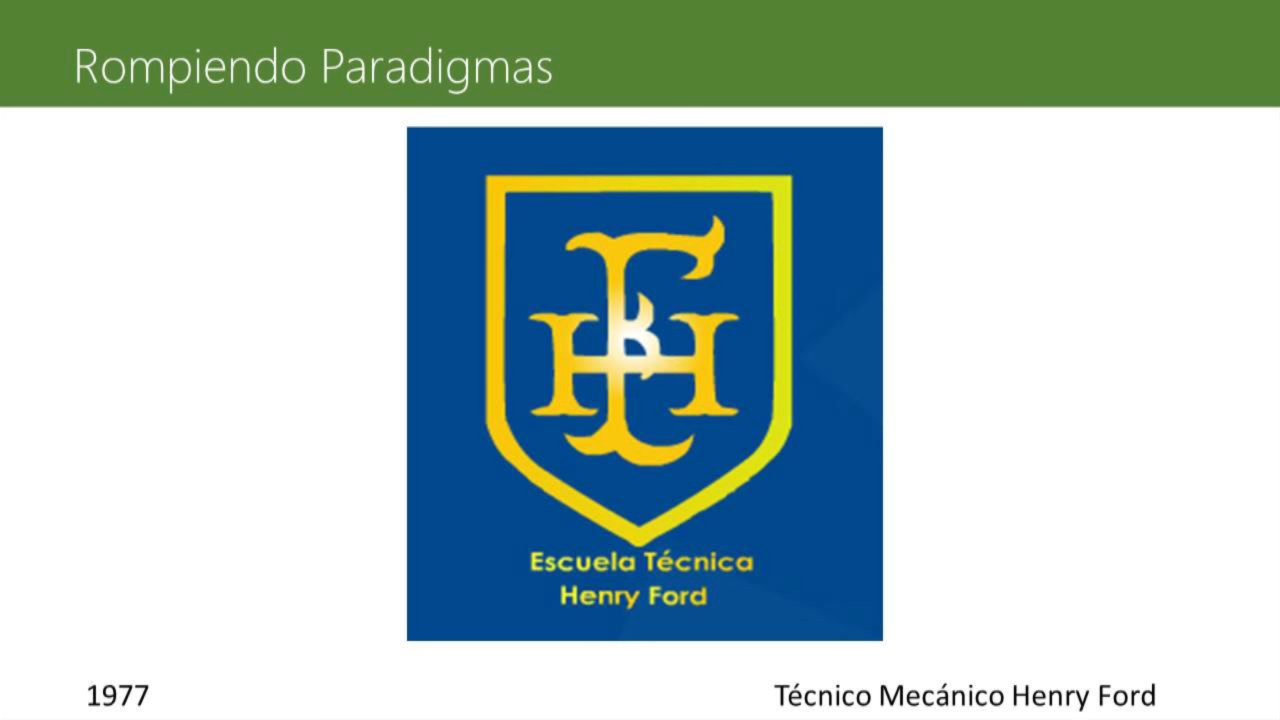 Rompiendo Paradigmas
Escuela Técnica
Henry Ford
1977
Técnico Mecánico Henry Ford